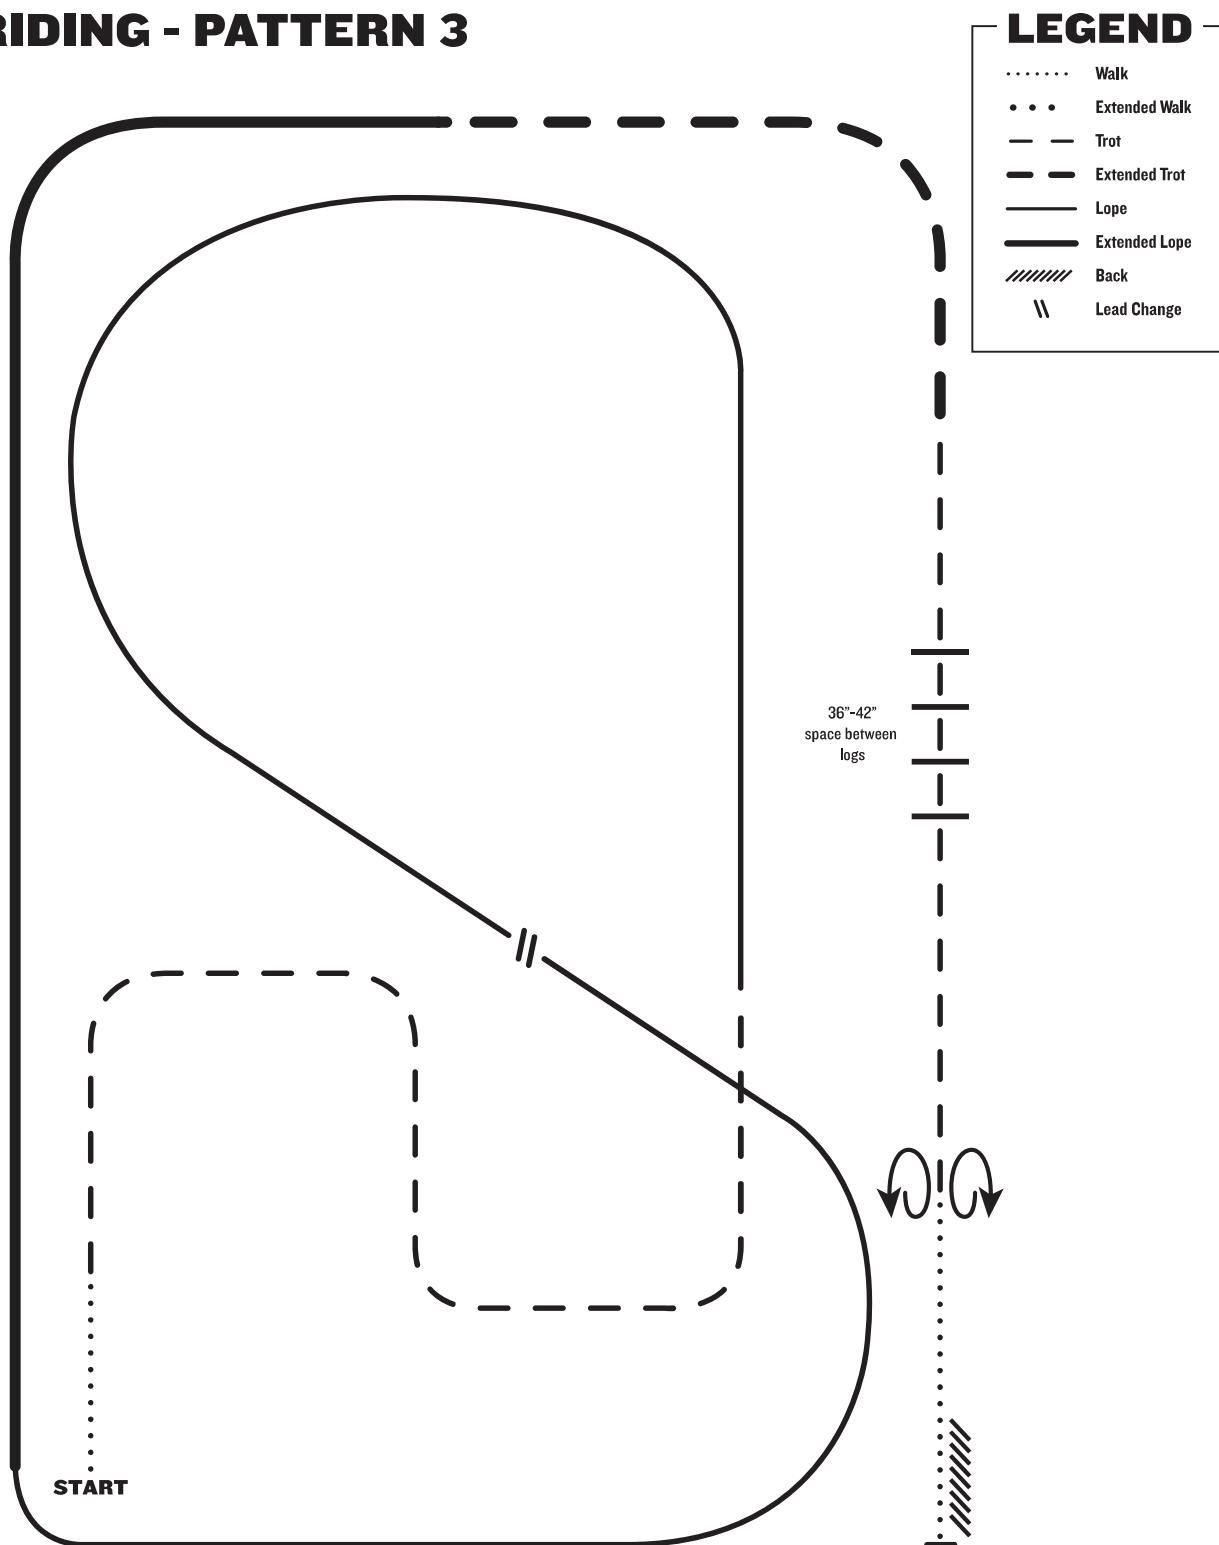 RIDING - PATTERN 3
LEGEND
Walk
Extended Walk
Trot
Extended Trot
Lope
Extended Lope
Back
Lead Change
36”-42”
space between
logs
START